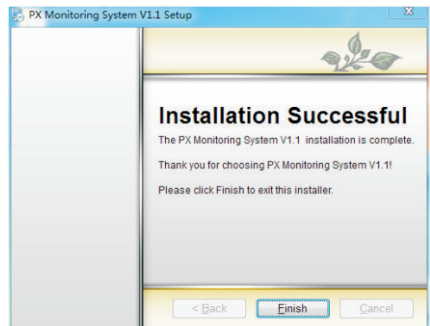 PX Monitoring System V1.1 Setup
Installation Successful
The PX Monitoring System V1.1 installation is complete.
Thank you for choosing PX Monitoring System V1.1!
Please click Finish to exit this installer.
< Back Finish Cancel